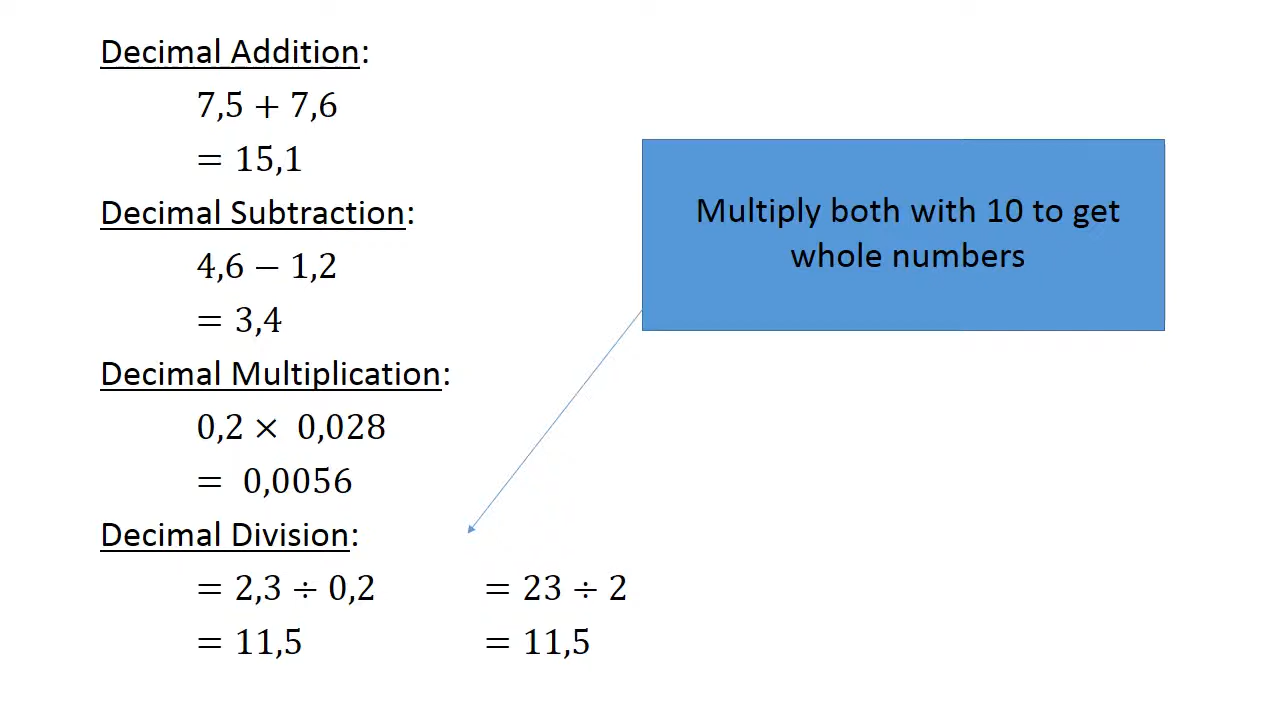 Decimal Addition:
7,5 + 7,6
= 15,1
Decimal Subtraction:
4,6 − 1,2
= 3,4
Decimal Multiplication:
0,2 × 0,028
= 0,0056
Decimal Division:
= 2,3 ÷ 0,2
= 11,5
= 23 ÷ 2
= 11,5
Multiply both with 10 to get
whole numbers